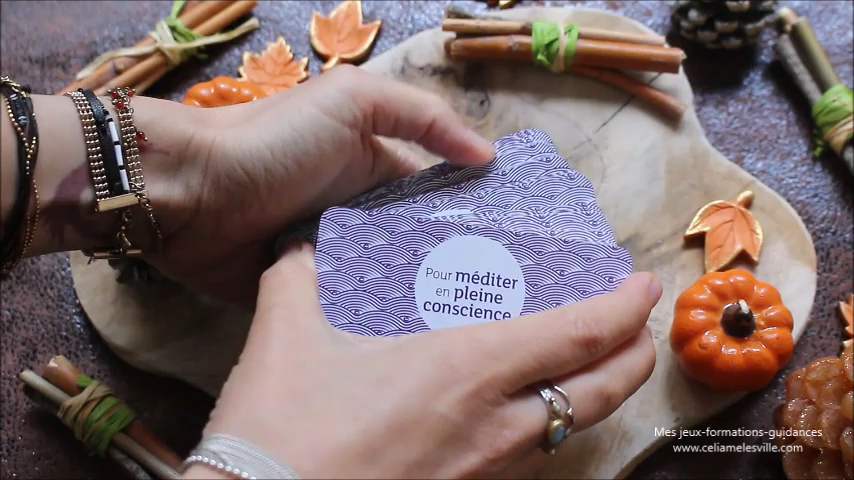 Pour méditer
en pleine
conscience
Mes jeux-formations-guidances
www.celiamelesville.com